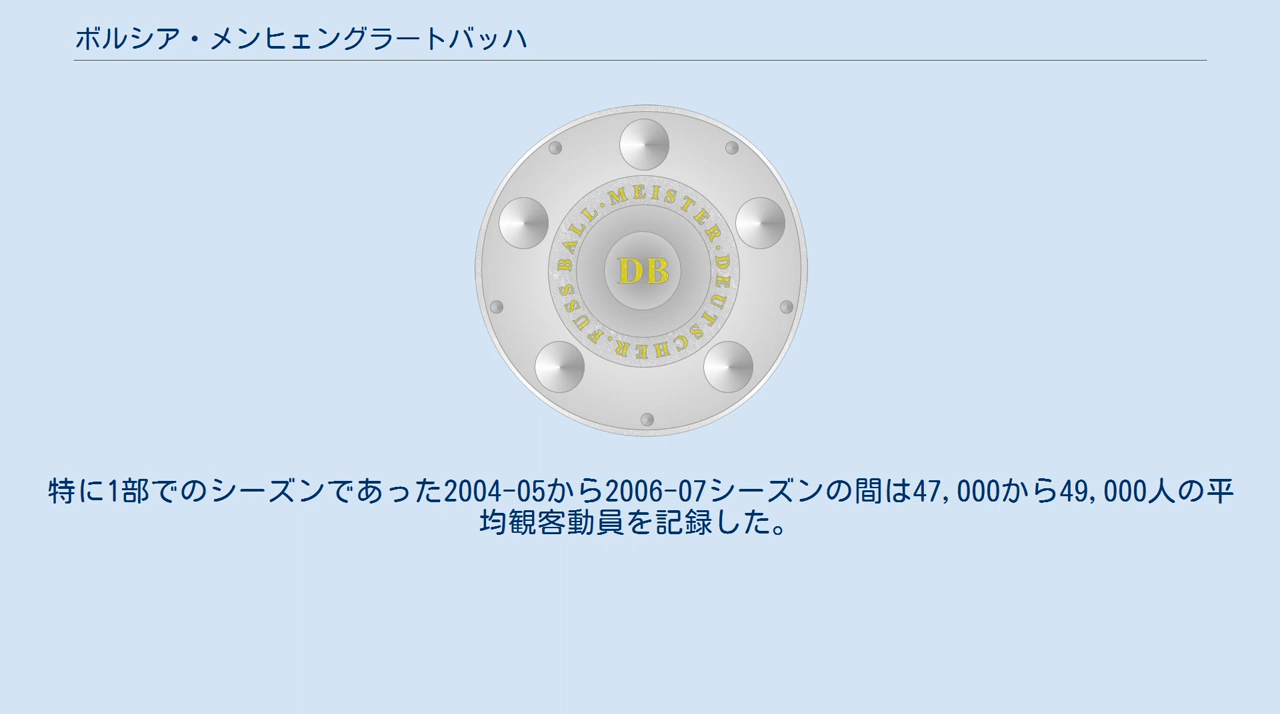 ボルシア・メンヒェングラートバッハ
FUSSBALL.MEISTER.DEUTSCHER.
DB
特に1部でのシーズンであった2004-05から2006-07シーズンの間は47,000から49,000人の平
均観客動員を記録した。